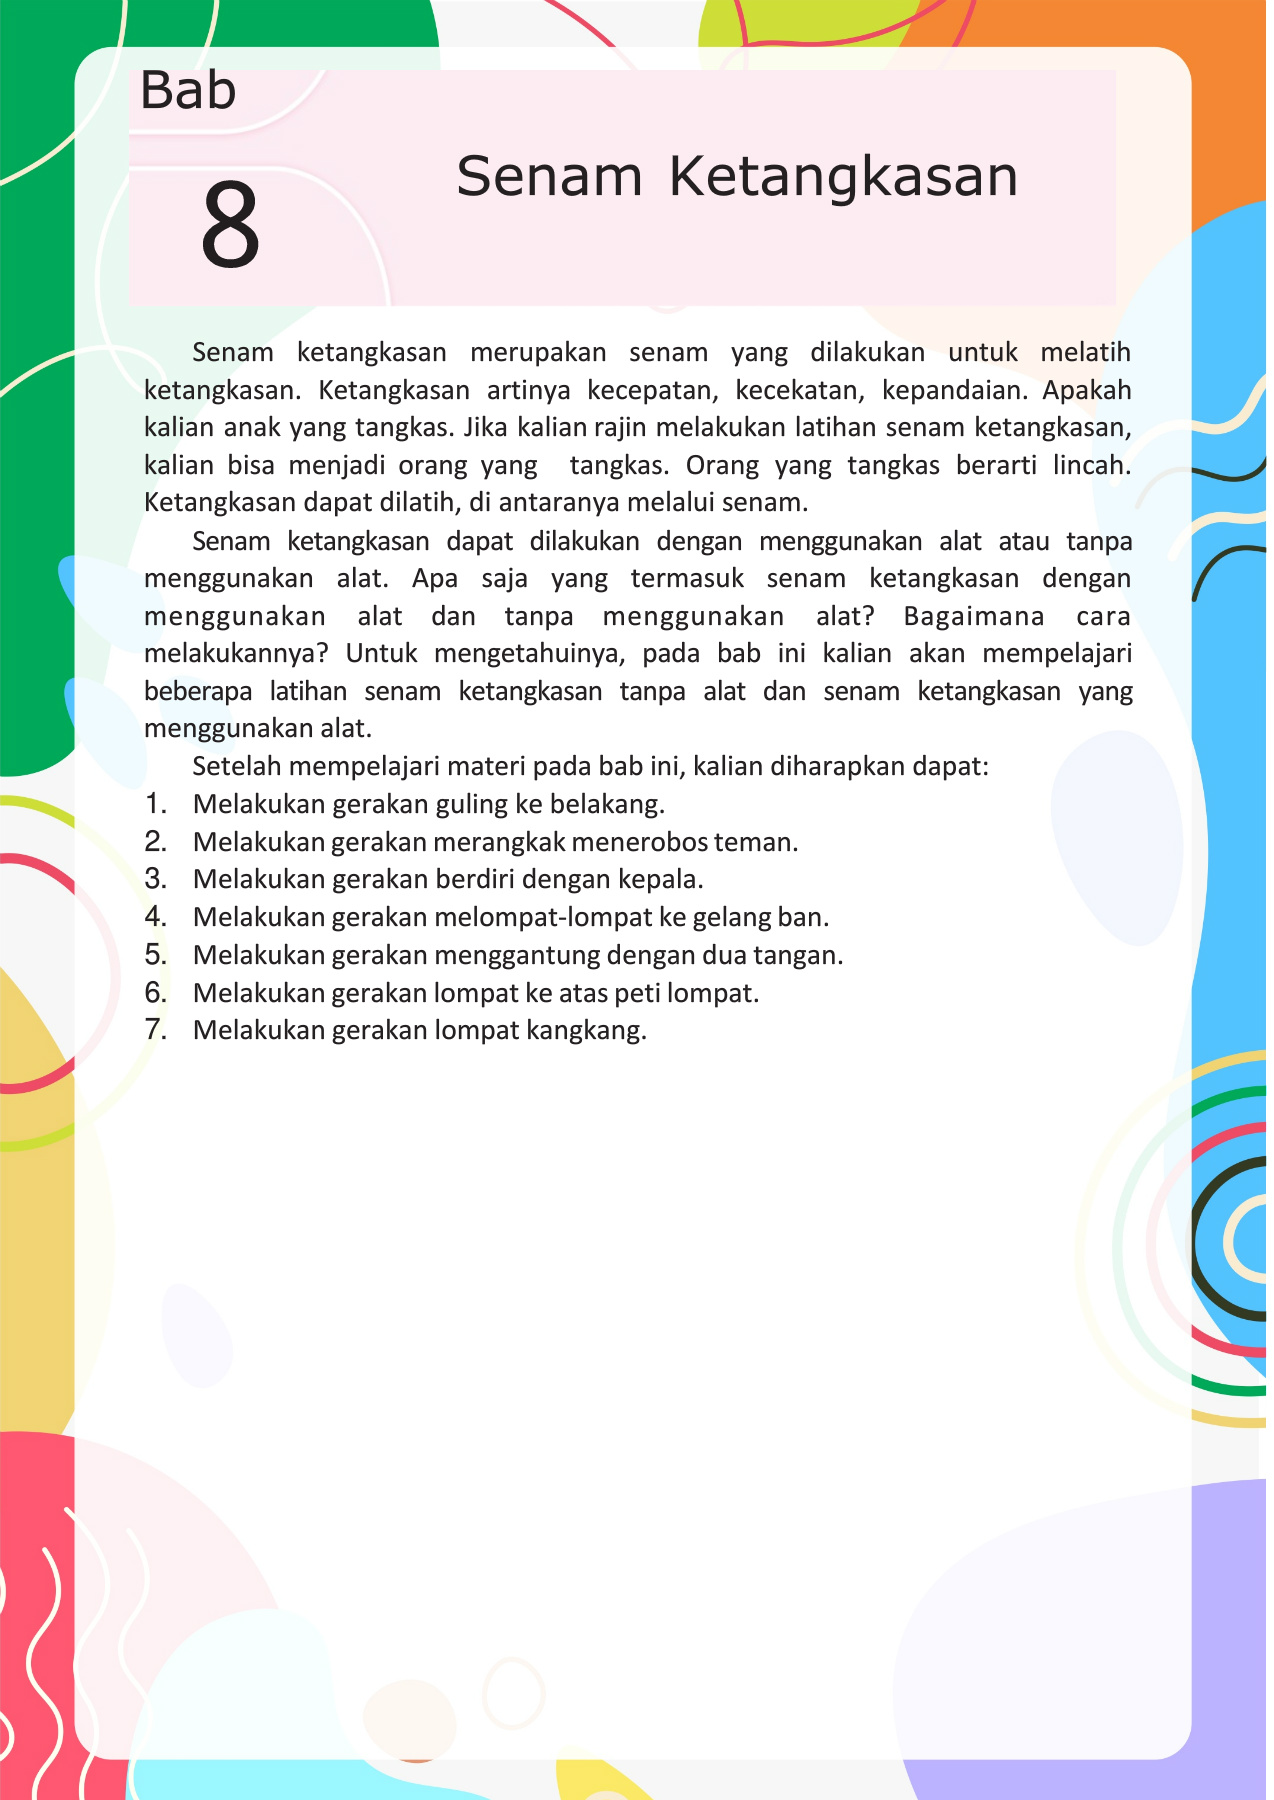 Bab
8
Senam Ketangkasan
Senam ketangkasan merupakan senam yang dilakukan untuk melatih
ketangkasan. Ketangkasan artinya kecepatan, kecekatan, kepandaian. Apakah
kalian anak yang tangkas. Jika kalian rajin melakukan latihan senam ketangkasan,
kalian bisa menjadi orang yang tangkas. Orang yang tangkas berarti lincah.
Ketangkasan dapat dilatih, di antaranya melalui senam.
Senam ketangkasan dapat dilakukan dengan menggunakan alat atau tanpa
menggunakan alat. Apa saja yang termasuk senam ketangkasan dengan
menggunakan alat dan tanpa menggunakan alat? Bagaimana cara
melakukannya? Untuk mengetahuinya, pada bab ini kalian akan mempelajari
beberapa latihan senam ketangkasan tanpa alat dan senam ketangkasan yang
menggunakan alat.
Setelah mempelajari materi pada bab ini, kalian diharapkan dapat:
1. Melakukan gerakan guling ke belakang.
2. Melakukan gerakan merangkak menerobos teman.
3. Melakukan gerakan berdiri dengan kepala.
4. Melakukan gerakan melompat-lompat ke gelang ban.
5. Melakukan gerakan menggantung dengan dua tangan.
6. Melakukan gerakan lompat ke atas peti lompat.
7. Melakukan gerakan lompat kangkang.